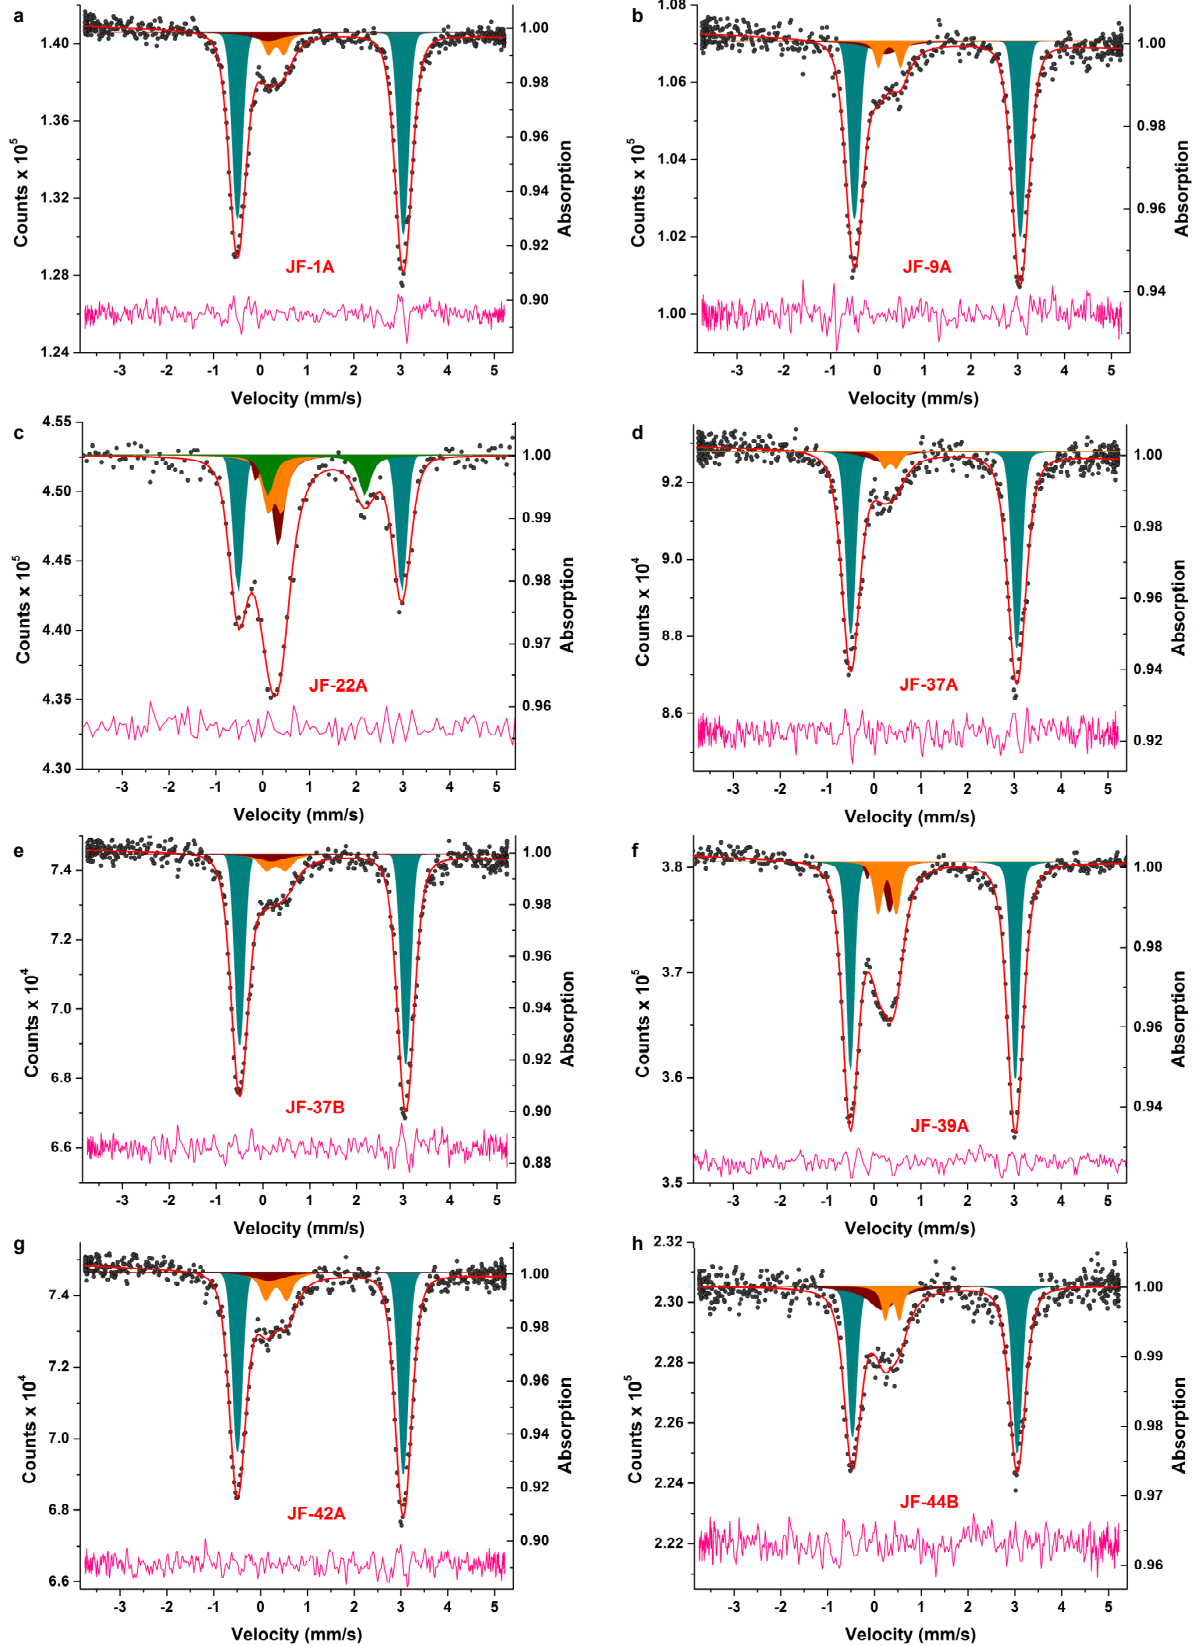 a
1.40
1.36
1.32
1.28
1.24
Counts x 10^5
1.00
0.98
0.96
0.94
0.92
0.90
Absorption
JF-1A
-3 -2 -1 0 1 2 3 4 5
Velocity (mm/s)
b
1.08
1.06
1.04
1.02
1.00
Counts x 10^5
1.00
0.98
0.96
0.94
Absorption
JF-9A
-3 -2 -1 0 1 2 3 4 5
Velocity (mm/s)
c
4.55
4.50
4.45
4.40
4.35
4.30
Counts x 10^5
1.00
0.99
0.98
0.97
0.96
Absorption
JF-22A
-3 -2 -1 0 1 2 3 4 5
Velocity (mm/s)
d
9.2
9.0
8.8
8.6
Counts x 10^4
1.00
0.98
0.96
0.94
0.92
Absorption
JF-37A
-3 -2 -1 0 1 2 3 4 5
Velocity (mm/s)
e
7.4
7.2
7.0
6.8
6.6
Counts x 10^4
1.00
0.98
0.96
0.94
0.92
0.90
0.88
Absorption
JF-37B
-3 -2 -1 0 1 2 3 4 5
Velocity (mm/s)
f
3.8
3.7
3.6
3.5
Counts x 10^5
1.00
0.98
0.96
0.94
Absorption
JF-39A
-3 -2 -1 0 1 2 3 4 5
Velocity (mm/s)
g
7.4
7.2
7.0
6.8
6.6
Counts x 10^4
1.00
0.98
0.96
0.94
0.92
0.90
Absorption
JF-42A
-3 -2 -1 0 1 2 3 4 5
Velocity (mm/s)
h
2.32
2.30
2.28
2.26
2.24
2.22
Counts x 10^5
1.00
0.99
0.98
0.97
0.96
Absorption
JF-44B
-3 -2 -1 0 1 2 3 4 5
Velocity (mm/s)